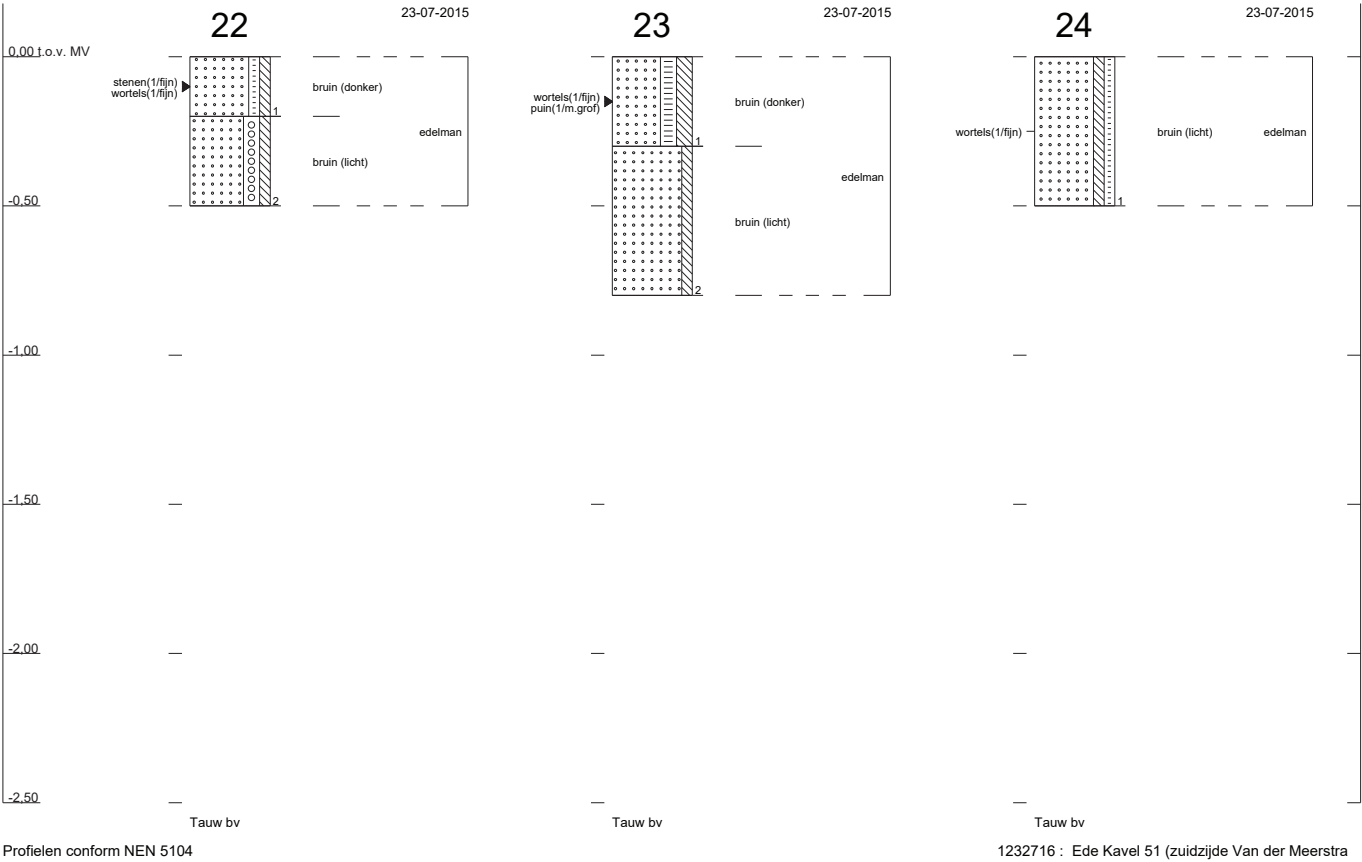 22
23-07-2015
23
23-07-2015
24
23-07-2015
0,00 t.o.v. MV
-0,50
-1,00
-1,50
-2,00
-2,50
stenen(1/fijn)
wortels(1/fijn)
1
2
bruin (donker)
bruin (licht)
edelman
wortels(1/fijn)
puin(1/m.grof)
1
2
bruin (donker)
bruin (licht)
edelman
wortels(1/fijn)
1
bruin (licht)
edelman
Tauw bv
Tauw bv
Tauw bv
Profielen conform NEN 5104
1232716 : Ede Kavel 51 (zuidzijde Van der Meerstra